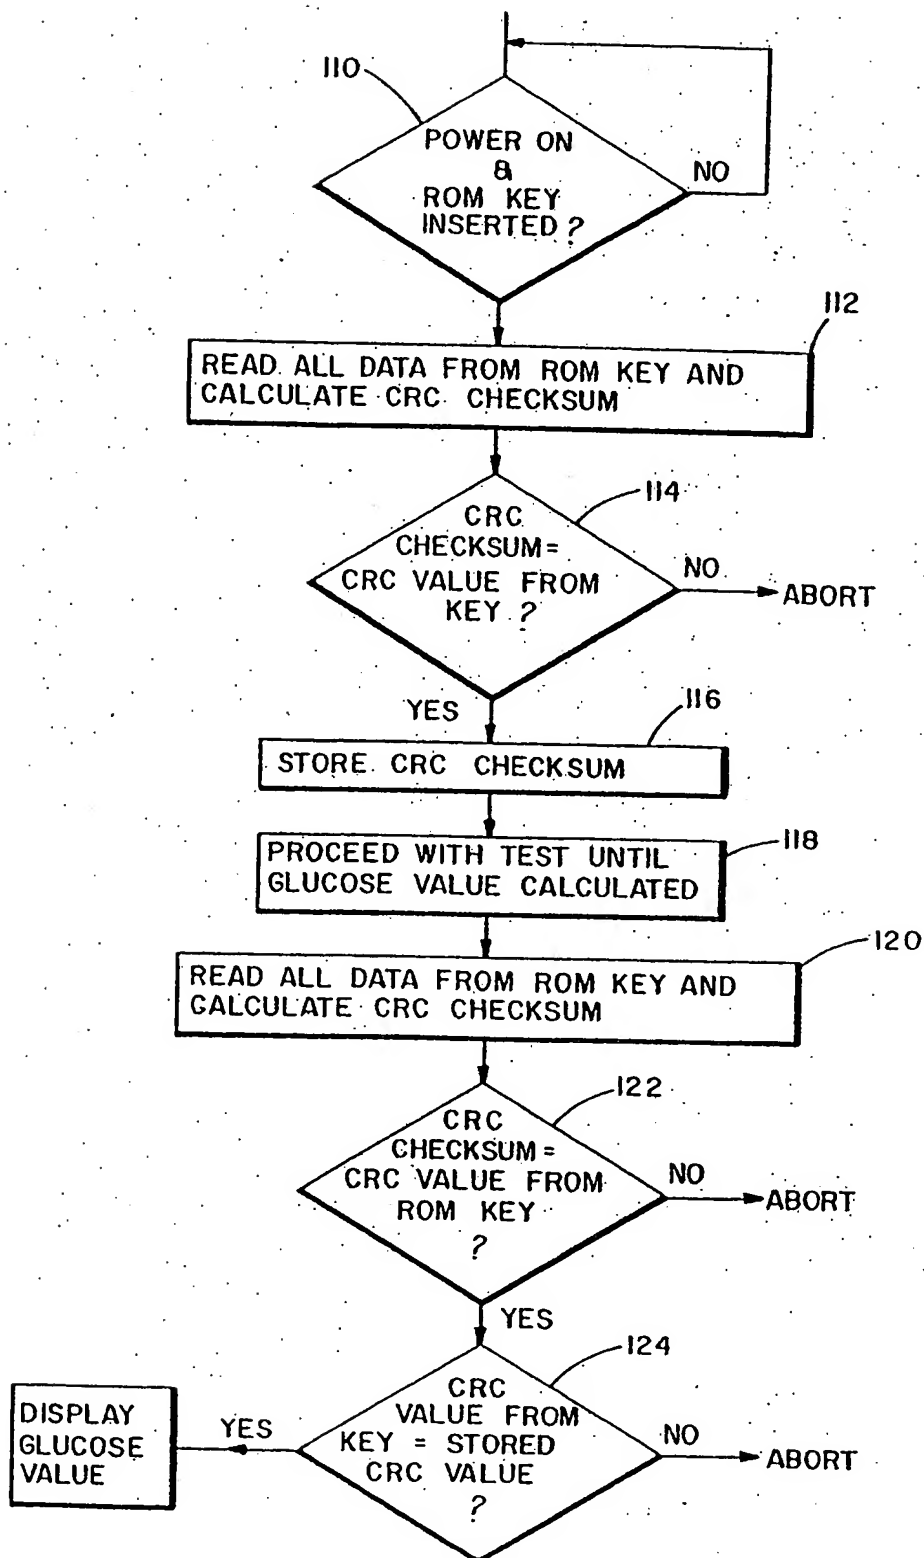 110
POWER ON
&
ROM KEY
INSERTED ?
NO
112
READ ALL DATA FROM ROM KEY AND
CALCULATE CRC CHECKSUM
114
CRC
CHECKSUM=
CRC VALUE FROM
KEY ?
NO
ABORT
YES
116
STORE CRC CHECKSUM
118
PROCEED WITH TEST UNTIL
GLUCOSE VALUE CALCULATED
120
READ ALL DATA FROM ROM KEY AND
CALCULATE CRC CHECKSUM
122
CRC
CHECKSUM=
CRC VALUE FROM
ROM KEY
?
NO
ABORT
YES
124
CRC
VALUE FROM
KEY = STORED
CRC VALUE
?
NO
ABORT
YES
DISPLAY
GLUCOSE
VALUE